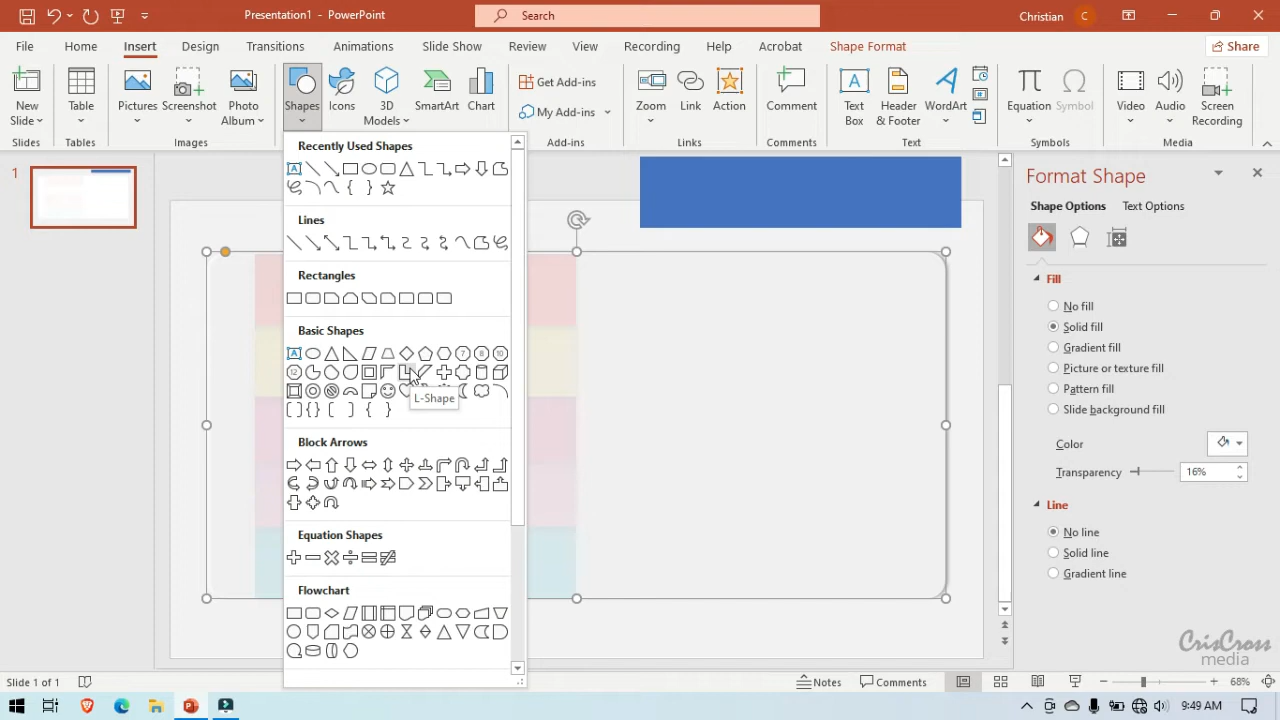 Presentation1 - PowerPoint
Search
Christian
C
File
Home
Insert
Design
Transitions
Animations
Slide Show
Review
View
Recording
Help
Acrobat
Shape Format
Share
New Slide
Table
Pictures
Screenshot
Photo Album
Shapes
Icons
3D Models
SmartArt
Chart
Get Add-ins
My Add-ins
Zoom
Link
Action
Comment
Text Box
Header & Footer
WordArt
Equation
Symbol
Video
Audio
Screen Recording
Slides
Tables
Images
Add-ins
Links
Comments
Text
Symbols
Media
1
Recently Used Shapes
Lines
Rectangles
Basic Shapes
L-Shape
Block Arrows
Equation Shapes
Flowchart
Format Shape
Shape Options
Text Options
Fill
No fill
Solid fill
Gradient fill
Picture or texture fill
Pattern fill
Slide background fill
Color
Transparency
16%
Line
No line
Solid line
Gradient line
CrisCross
media
Slide 1 of 1
Notes
Comments
68%
9:49 AM